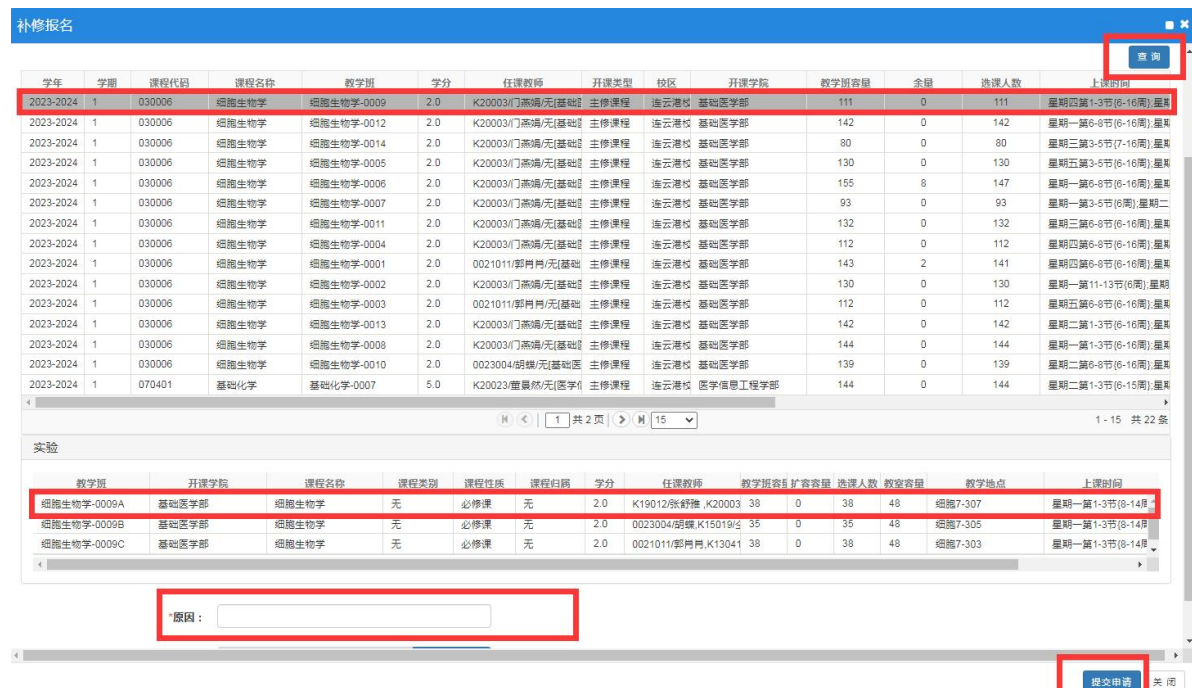 补修报名
查 询
学年 学期 课程代码 课程名称 教学班 学分 任课教师 开课类型 校区 开课学院 教学班容量 余量 选课人数 上课时间
2023-2024 1 030006 细胞生物学 细胞生物学-0009 2.0 K20003/门燕娟/无[基础 主修课程 连云港校 基础医学部 111 0 111 星期四第1-3节{6-16周};星期
2023-2024 1 030006 细胞生物学 细胞生物学-0012 2.0 K20003/门燕娟/无[基础 主修课程 连云港校 基础医学部 142 0 142 星期一第6-8节{6-16周};星期
2023-2024 1 030006 细胞生物学 细胞生物学-0014 2.0 K20003/门燕娟/无[基础 主修课程 连云港校 基础医学部 80 0 80 星期三第3-5节{7-16周};星期
2023-2024 1 030006 细胞生物学 细胞生物学-0005 2.0 K20003/门燕娟/无[基础 主修课程 连云港校 基础医学部 130 0 130 星期五第3-5节{6-16周};星期
2023-2024 1 030006 细胞生物学 细胞生物学-0006 2.0 K20003/门燕娟/无[基础 主修课程 连云港校 基础医学部 155 8 147 星期一第6-8节{6-16周};星期
2023-2024 1 030006 细胞生物学 细胞生物学-0007 2.0 K20003/门燕娟/无[基础 主修课程 连云港校 基础医学部 93 0 93 星期一第3-5节{6周};星期二
2023-2024 1 030006 细胞生物学 细胞生物学-0011 2.0 K20003/门燕娟/无[基础 主修课程 连云港校 基础医学部 132 0 132 星期三第6-8节{6-16周};星期
2023-2024 1 030006 细胞生物学 细胞生物学-0004 2.0 K20003/门燕娟/无[基础 主修课程 连云港校 基础医学部 112 0 112 星期四第6-8节{6-16周};星期
2023-2024 1 030006 细胞生物学 细胞生物学-0001 2.0 0021011/郭肖肖/无[基础 主修课程 连云港校 基础医学部 143 2 141 星期四第6-8节{6-16周};星期
2023-2024 1 030006 细胞生物学 细胞生物学-0002 2.0 K20003/门燕娟/无[基础 主修课程 连云港校 基础医学部 130 0 130 星期一第11-13节{6周};星期
2023-2024 1 030006 细胞生物学 细胞生物学-0003 2.0 0021011/郭肖肖/无[基础 主修课程 连云港校 基础医学部 112 0 112 星期五第6-8节{6-16周};星期
2023-2024 1 030006 细胞生物学 细胞生物学-0013 2.0 K20003/门燕娟/无[基础 主修课程 连云港校 基础医学部 142 0 142 星期二第1-3节{6-16周};星期
2023-2024 1 030006 细胞生物学 细胞生物学-0008 2.0 K20003/门燕娟/无[基础 主修课程 连云港校 基础医学部 144 0 144 星期一第1-3节{6-16周};星期
2023-2024 1 030006 细胞生物学 细胞生物学-0010 2.0 0023004/胡蝶/无[基础医 主修课程 连云港校 基础医学部 139 0 139 星期二第6-8节{6-16周};星期
2023-2024 1 070401 基础化学 基础化学-0007 5.0 K20023/董晨然/无[医学 主修课程 连云港校 医学信息工程学部 144 0 144 星期二第1-3节{6-15周};星期
1 共 2 页 15 1 - 15 共 22 条
实验
教学班 开课学院 课程名称 课程类别 课程性质 课程归属 学分 任课教师 教学班容 扩容容量 选课人数 教室容量 教学地点 上课时间
细胞生物学-0009A 基础医学部 细胞生物学 无 必修课 无 2.0 K19012/张舒雅 ,K20003 38 0 38 48 细胞7-307 星期一第1-3节{8-14周
细胞生物学-0009B 基础医学部 细胞生物学 无 必修课 无 2.0 0023004/胡蝶,K15019/ 35 0 35 48 细胞7-305 星期一第1-3节{8-14周
细胞生物学-0009C 基础医学部 细胞生物学 无 必修课 无 2.0 0021011/郭肖肖,K13041 38 0 38 48 细胞7-303 星期一第1-3节{8-14周
*原因：
提交申请 关 闭